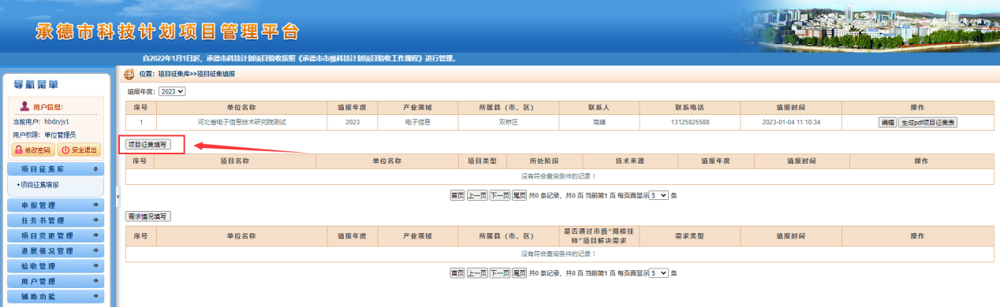 承德市科技计划项目管理平台
自2022年1月1日起，承德市科技计划项目验收按照《承德市市级科技计划项目验收工作规程》进行管理。
导航菜单
用户信息：
当前用户：hbdzyjy1
用户权限：单位管理员
修改密码 安全退出
项目征集库
•项目征集填报
申报管理
任务书管理
项目变更管理
进展情况管理
验收管理
用户管理
辅助功能
位置：项目征集库>>项目征集填报
填报年度：2023
序号 单位名称 填报年度 产业领域 所属县（市、区） 联系人 联系电话 填报时间 操作
1 河北省电子信息技术研究院测试 2023 电子信息 双桥区 高峰 13125825588 2023-01-04 11:10:34 编辑 生成pdf项目征集表
项目征集填写
序号 项目名称 单位名称 项目类型 所处阶段 技术来源 填报年度 填报时间 操作
没有符合查询条件的记录！
首页 上一页 下一页 尾页 共0 条记录，共0 页 当前第1 页 每页面显示 5 条
需求情况填写
序号 单位名称 填报年度 产业领域 所属县（市、区） 是否通过市级“揭榜挂帅”项目解决需求 需求类型 填报时间 操作
没有符合查询条件的记录！
首页 上一页 下一页 尾页 共0 条记录，共0 页 当前第1 页 每页面显示 5 条